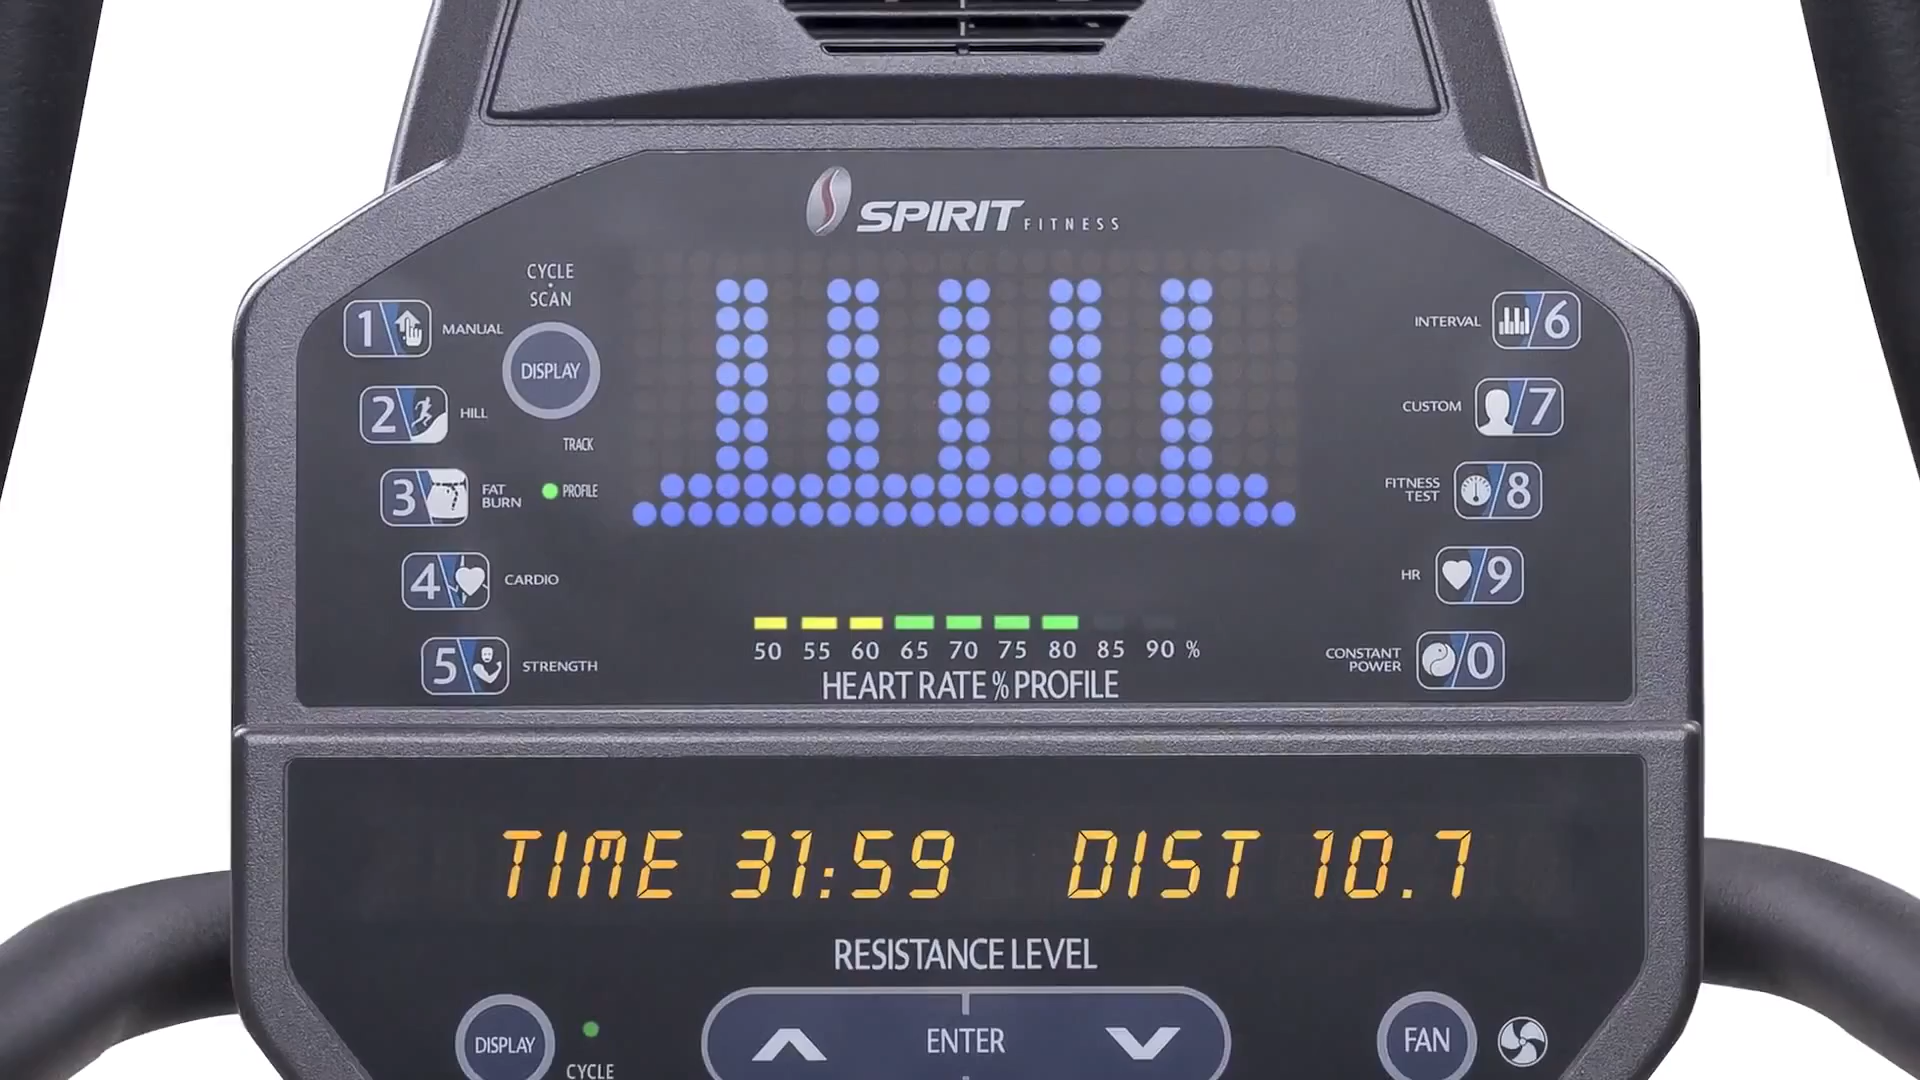 SPIRIT FITNESS
CYCLE
SCAN
DISPLAY
TRACK
PROFILE
1 MANUAL
2 HILL
3 FAT BURN
4 CARDIO
5 STRENGTH
INTERVAL 6
CUSTOM 7
FITNESS TEST 8
HR 9
CONSTANT POWER 0
50 55 60 65 70 75 80 85 90 %
HEART RATE % PROFILE
TIME 31:59 DIST 10.7
RESISTANCE LEVEL
DISPLAY
CYCLE
ENTER
FAN